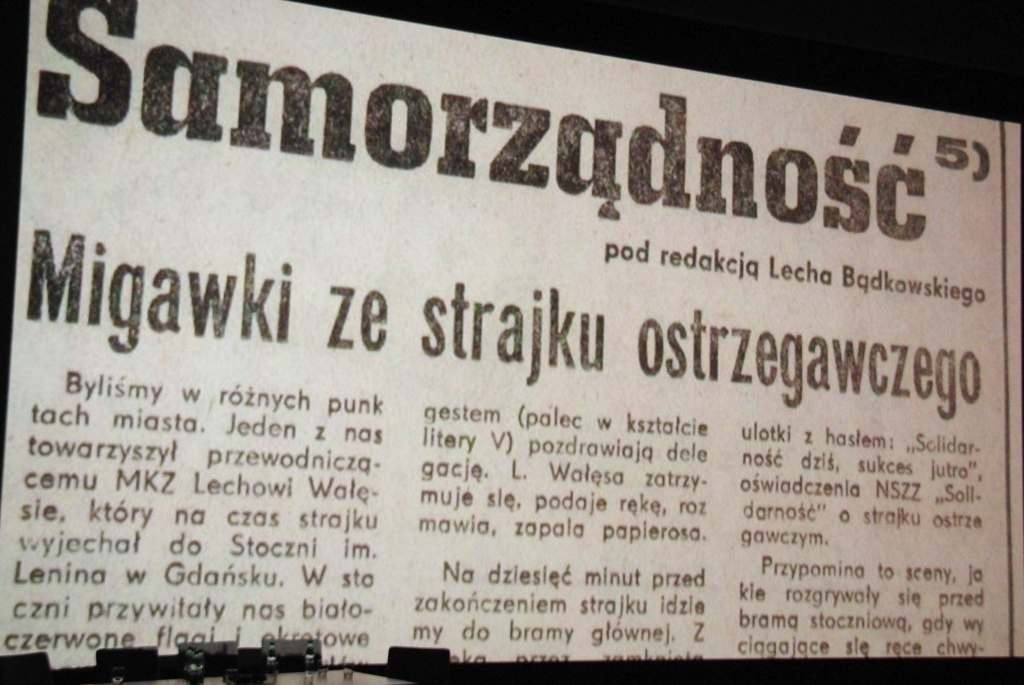 Samorządność 5)
pod redakcją Lecha Bądkowskiego
Migawki ze strajku ostrzegawczego
Byliśmy w różnych punk
tach miasta. Jeden z nas
towarzyszył przewodniczą-
cemu MKZ Lechowi Wałę-
sie, który na czas strajku
wyjechał do Stoczni im.
Lenina w Gdańsku. W sto
czni przywitały nas biało-
czerwone flagi i okrętowe
gestem (palec w kształcie
litery V) pozdrawiają dele
gację. L. Wałęsa zatrzy-
muje się, podaje rękę, roz
mawia, zapala papierosa.
Na dziesięć minut przed
zakończeniem strajku idzie
my do bramy głównej. Z
przez zamknięta
ulotki z hasłem: „Solidar-
ność dziś, sukces jutro",
oświadczenia NSZZ „Soli-
darność" o strajku ostrze
gawczym.
Przypomina to sceny, ja
kie rozgrywały się przed
bramą stoczniową, gdy wy
ciągające się ręce chwy-